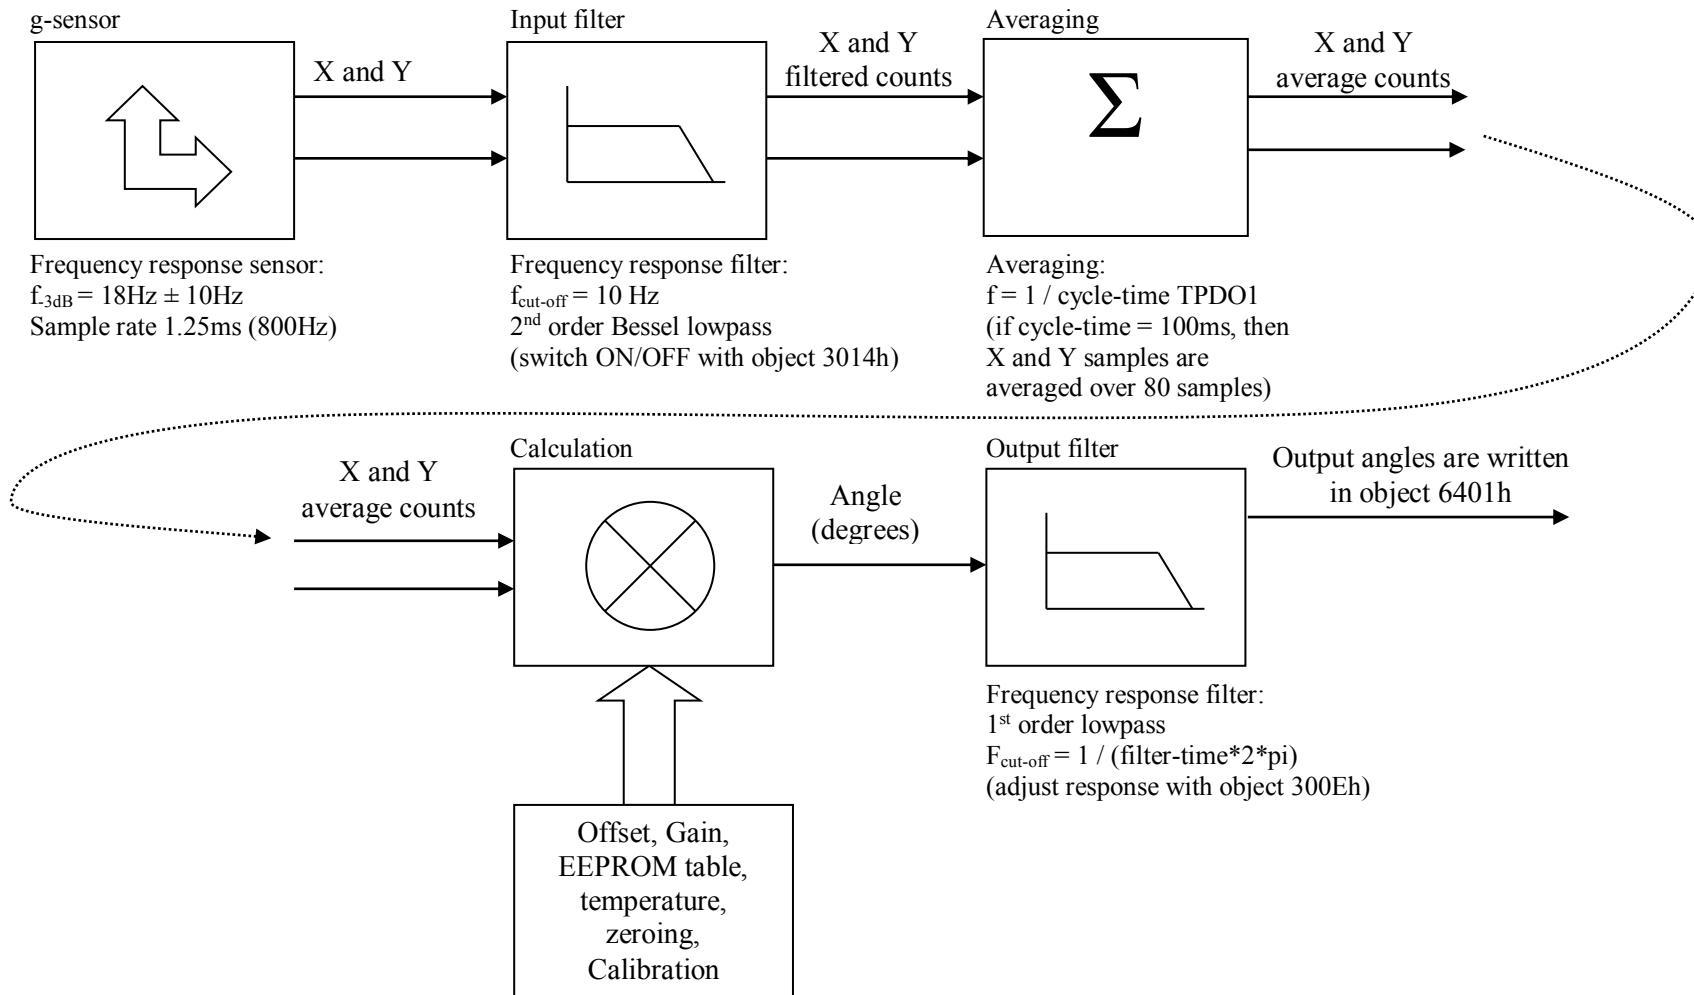 g-sensor
Input filter
Averaging
X and Y
X and Y
filtered counts
Σ
X and Y
average counts
Frequency response sensor:
f-3dB = 18Hz ± 10Hz
Sample rate 1.25ms (800Hz)
Frequency response filter:
fcut-off = 10 Hz
2nd order Bessel lowpass
(switch ON/OFF with object 3014h)
Averaging:
f = 1 / cycle-time TPDO1
(if cycle-time = 100ms, then
X and Y samples are
averaged over 80 samples)
X and Y
average counts
Calculation
Angle
(degrees)
Output filter
Output angles are written
in object 6401h
Frequency response filter:
1st order lowpass
Fcut-off = 1 / (filter-time*2*pi)
(adjust response with object 300Eh)
Offset, Gain,
EEPROM table,
temperature,
zeroing,
Calibration